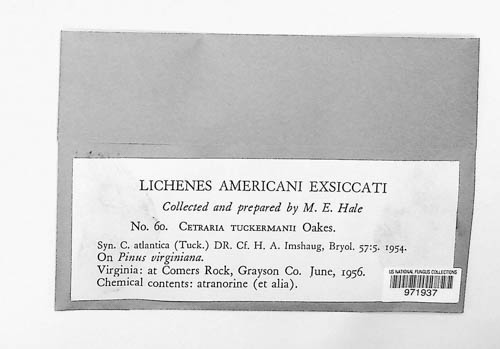 LICHENES AMERICANI EXSICCATI
Collected and prepared by M. E. Hale
No. 60. CETRARIA TUCKERMANII Oakes.
Syn. C. atlantica (Tuck.) DR. Cf. H. A. Imshaug, Bryol. 57:5. 1954.
On Pinus virginiana.
Virginia: at Comers Rock, Grayson Co. June, 1956.
Chemical contents: atranorine (et alia).
US NATIONAL FUNGUS COLLECTIONS
971937